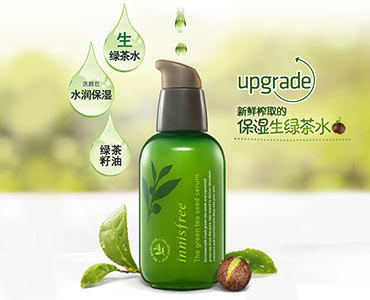 生
绿茶水
洗脸后
水润保湿
绿茶
籽油
upgrade
新鲜榨取的
保湿生绿茶水
innisfree
The green tea seed serum